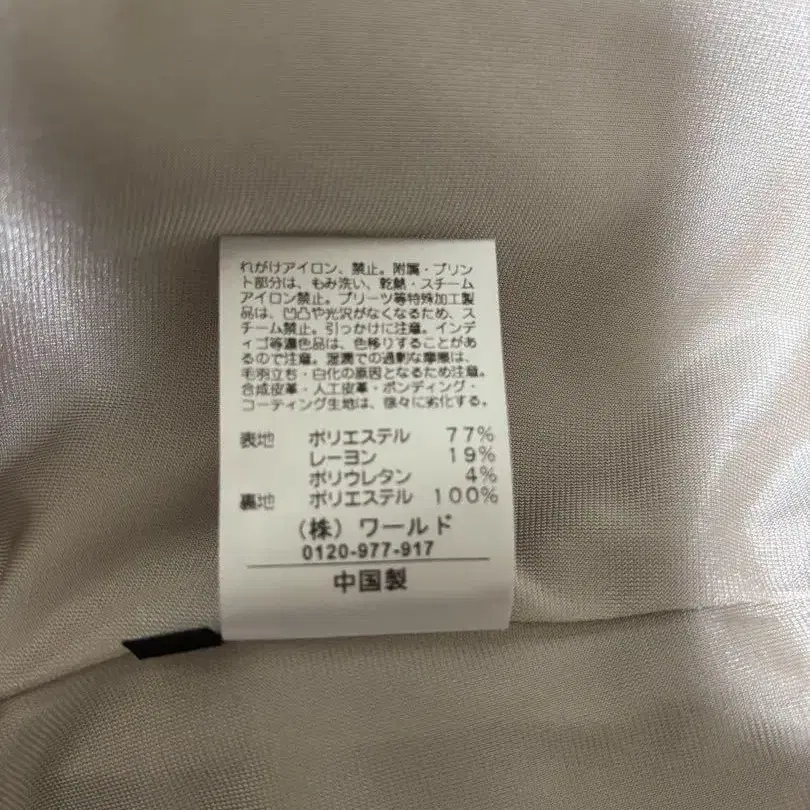 れがけアイロン、禁止。附属・プリン
ト部分は、もみ洗い、乾熱・スチーム
アイロン禁止。プリーツ等特殊加工製
品は、凹凸や光沢がなくなるため、ス
チーム禁止。引っかけに注意。インデ
ィゴ等濃色品は、色移りすることがあ
るので注意。湿潤での過剰な摩擦は、
毛羽立ち・白化の原因となるため注意。
合成皮革・人工皮革・ボンディング・
コーティング生地は、徐々に劣化する。
表地 ポリエステル 77%
レーヨン 19%
ポリウレタン 4%
裏地 ポリエステル 100%
(株)ワールド
0120-977-917
中国製